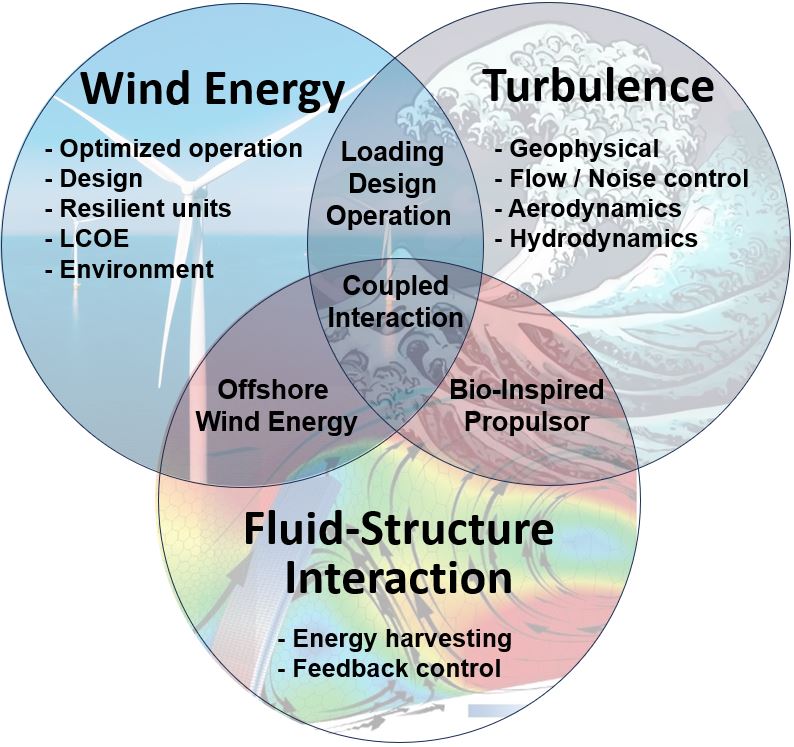 Wind Energy
- Optimized operation
- Design
- Resilient units
- LCOE
- Environment
Turbulence
- Geophysical
- Flow / Noise control
- Aerodynamics
- Hydrodynamics
Loading
Design
Operation
Coupled
Interaction
Offshore
Wind Energy
Bio-Inspired
Propulsor
Fluid-Structure
Interaction
- Energy harvesting
- Feedback control